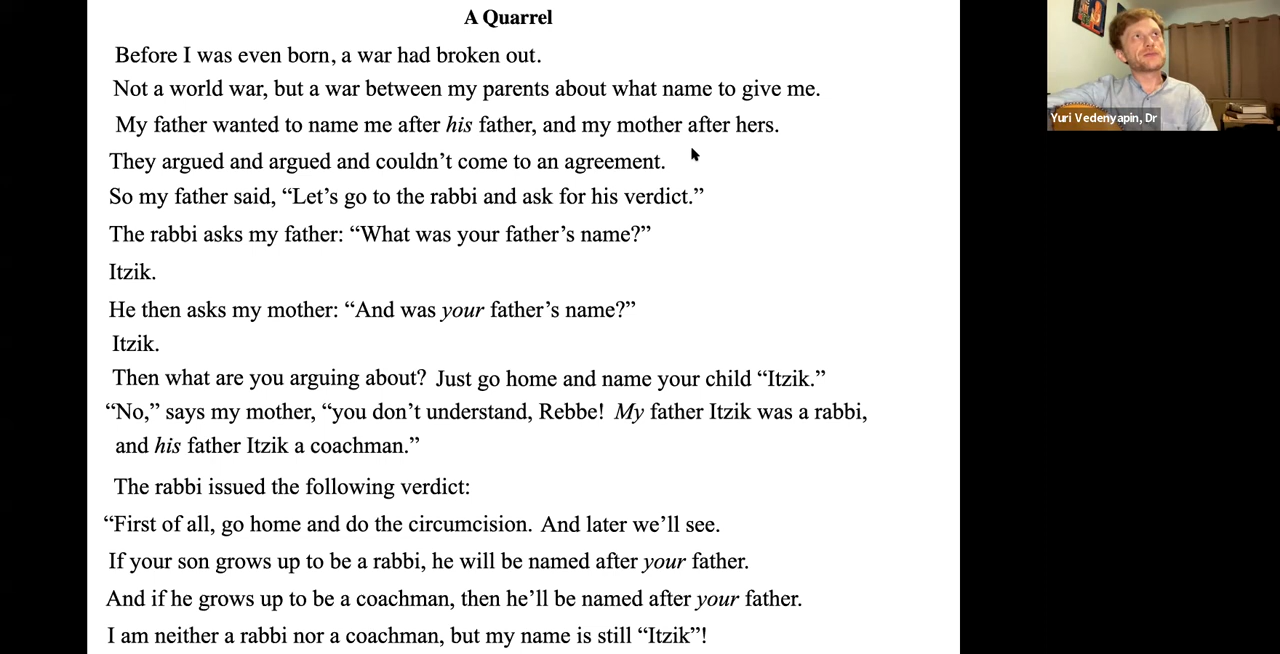 A Quarrel
Before I was even born, a war had broken out.
Not a world war, but a war between my parents about what name to give me.
My father wanted to name me after his father, and my mother after hers.
They argued and argued and couldn’t come to an agreement.
So my father said, “Let’s go to the rabbi and ask for his verdict.”
The rabbi asks my father: “What was your father’s name?”
Itzik.
He then asks my mother: “And was your father’s name?”
Itzik.
Then what are you arguing about? Just go home and name your child “Itzik.”
“No,” says my mother, “you don’t understand, Rebbe! My father Itzik was a rabbi,
and his father Itzik a coachman.”
The rabbi issued the following verdict:
“First of all, go home and do the circumcision. And later we’ll see.
If your son grows up to be a rabbi, he will be named after your father.
And if he grows up to be a coachman, then he’ll be named after your father.
I am neither a rabbi nor a coachman, but my name is still “Itzik”!
Yuri Vedenyapin, Dr